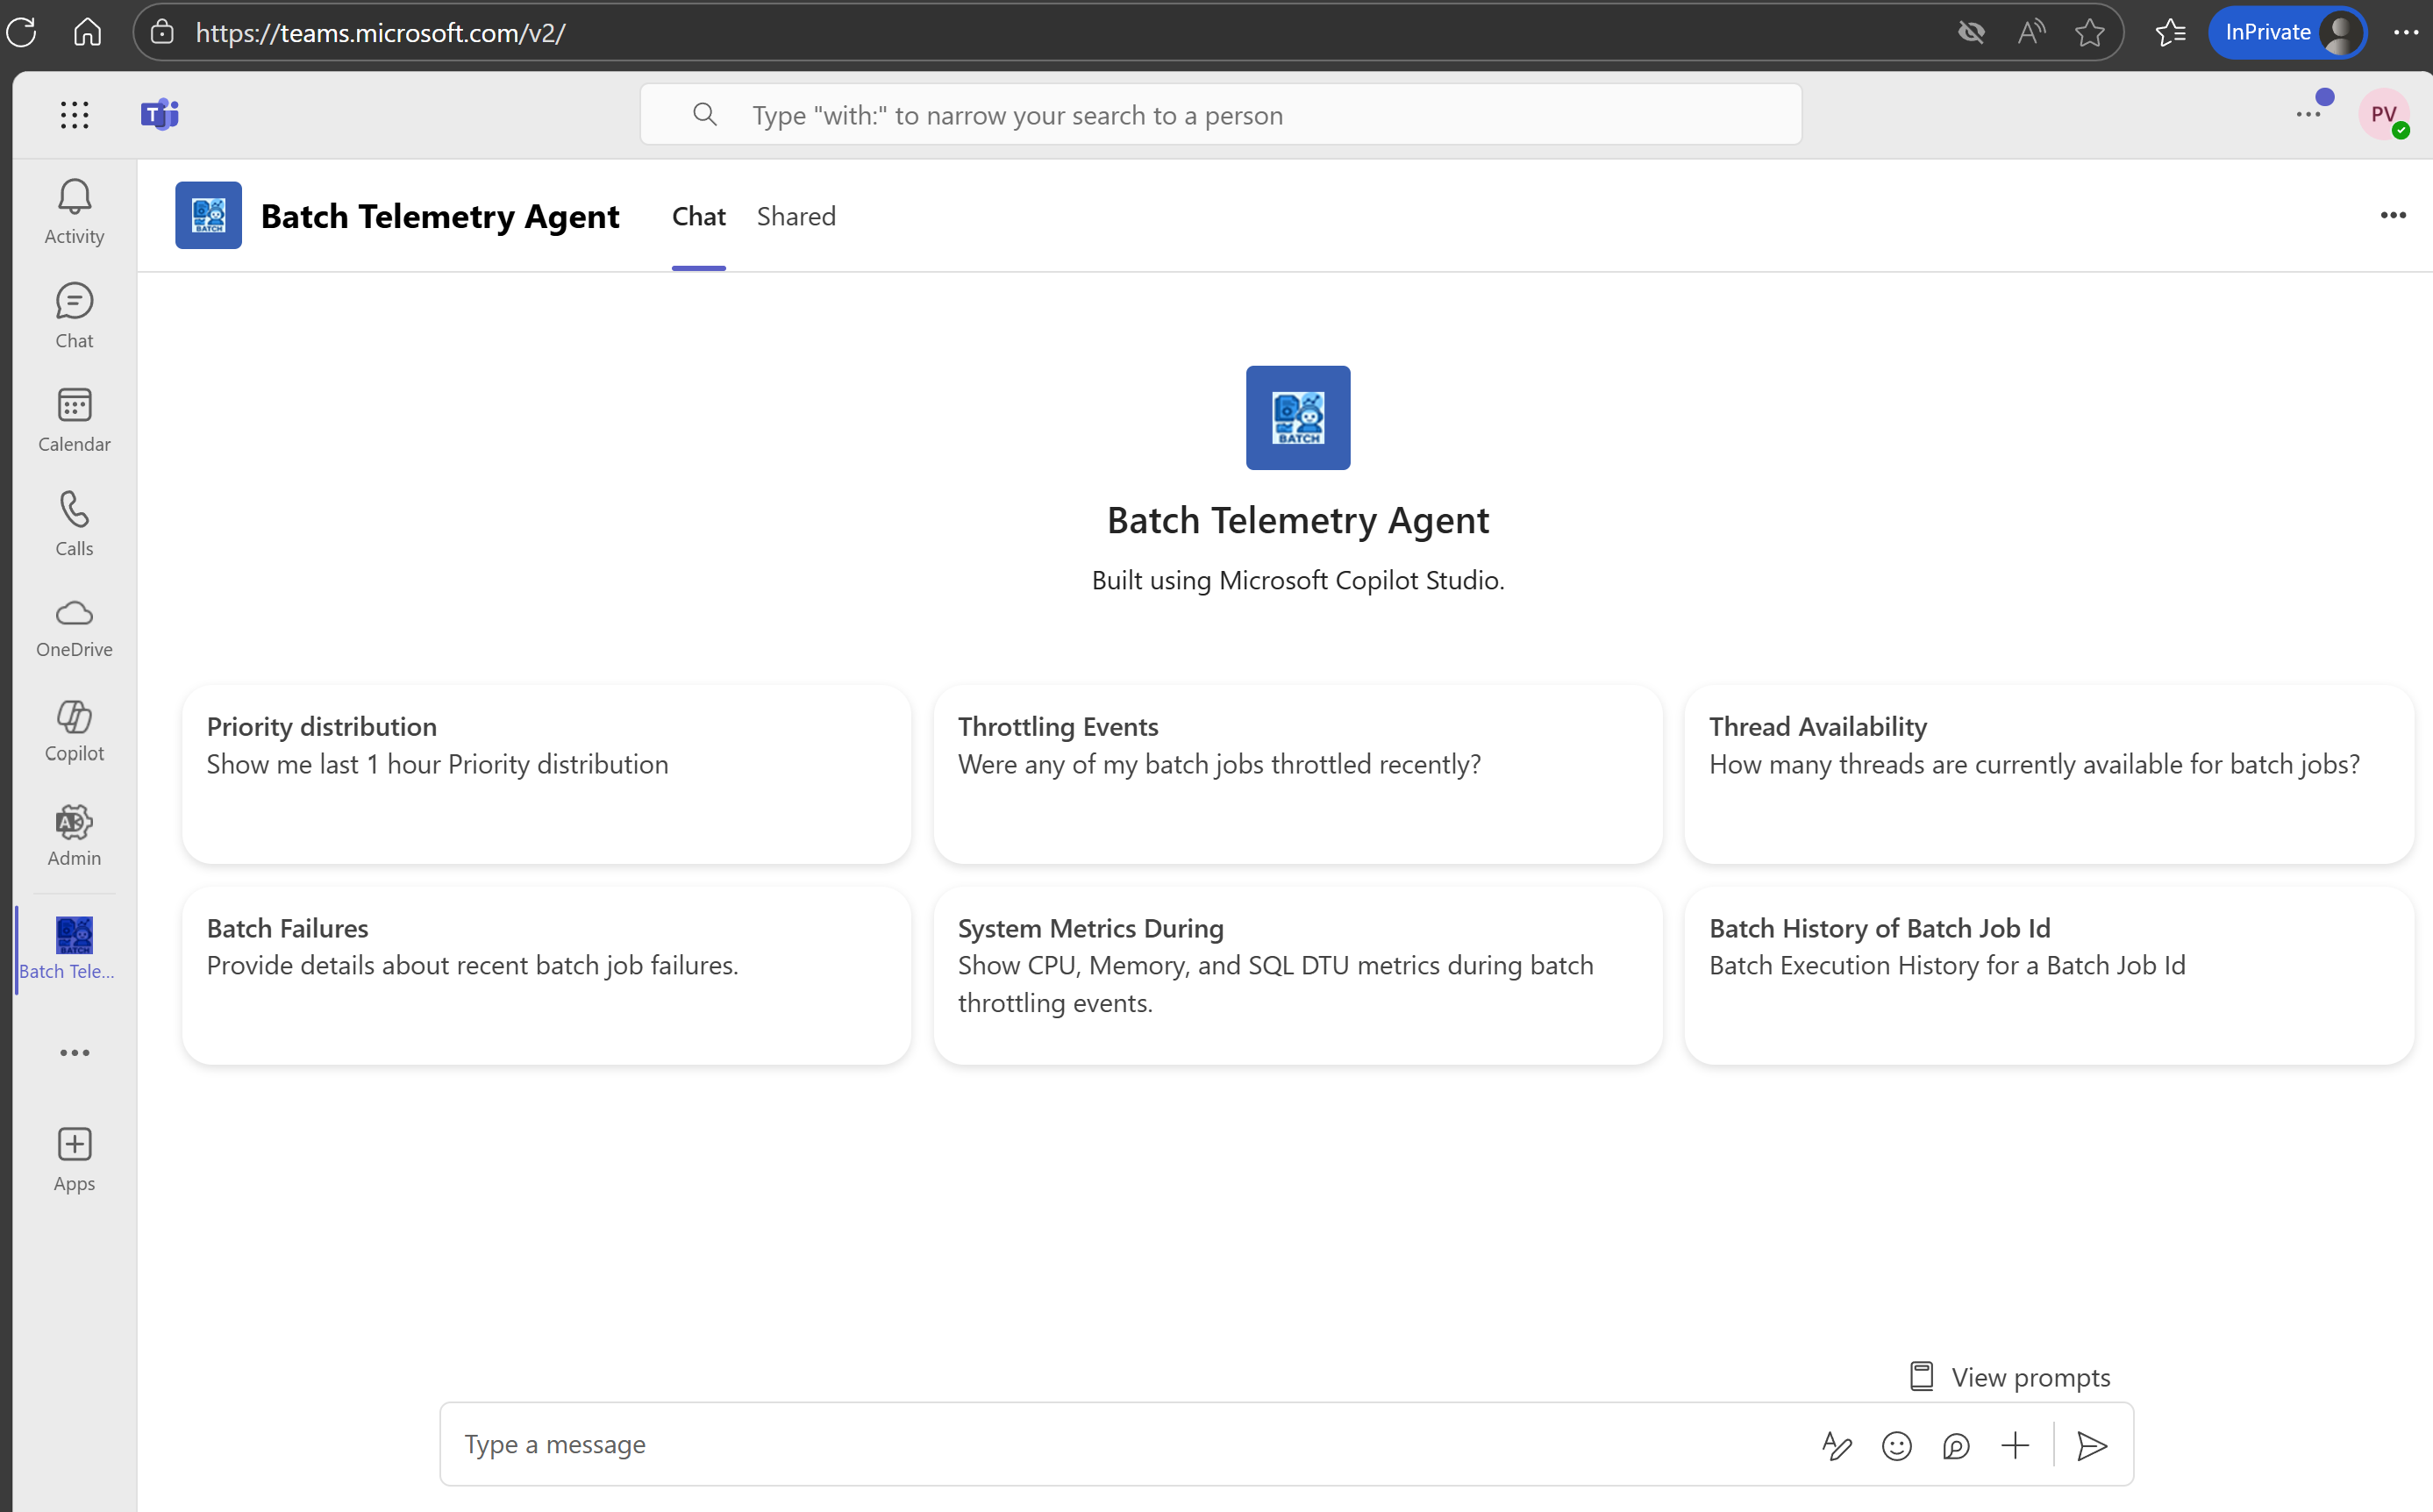 https://teams.microsoft.com/v2/
InPrivate
T
Type "with:" to narrow your search to a person
PV
Activity
Chat
Calendar
Calls
OneDrive
Copilot
A
Admin
BATCH
Batch Tele...
Apps
BATCH
Batch Telemetry Agent
Chat
Shared
BATCH
Batch Telemetry Agent
Built using Microsoft Copilot Studio.
Priority distribution
Show me last 1 hour Priority distribution
Throttling Events
Were any of my batch jobs throttled recently?
Thread Availability
How many threads are currently available for batch jobs?
Batch Failures
Provide details about recent batch job failures.
System Metrics During
Show CPU, Memory, and SQL DTU metrics during batch
throttling events.
Batch History of Batch Job Id
Batch Execution History for a Batch Job Id
View prompts
Type a message